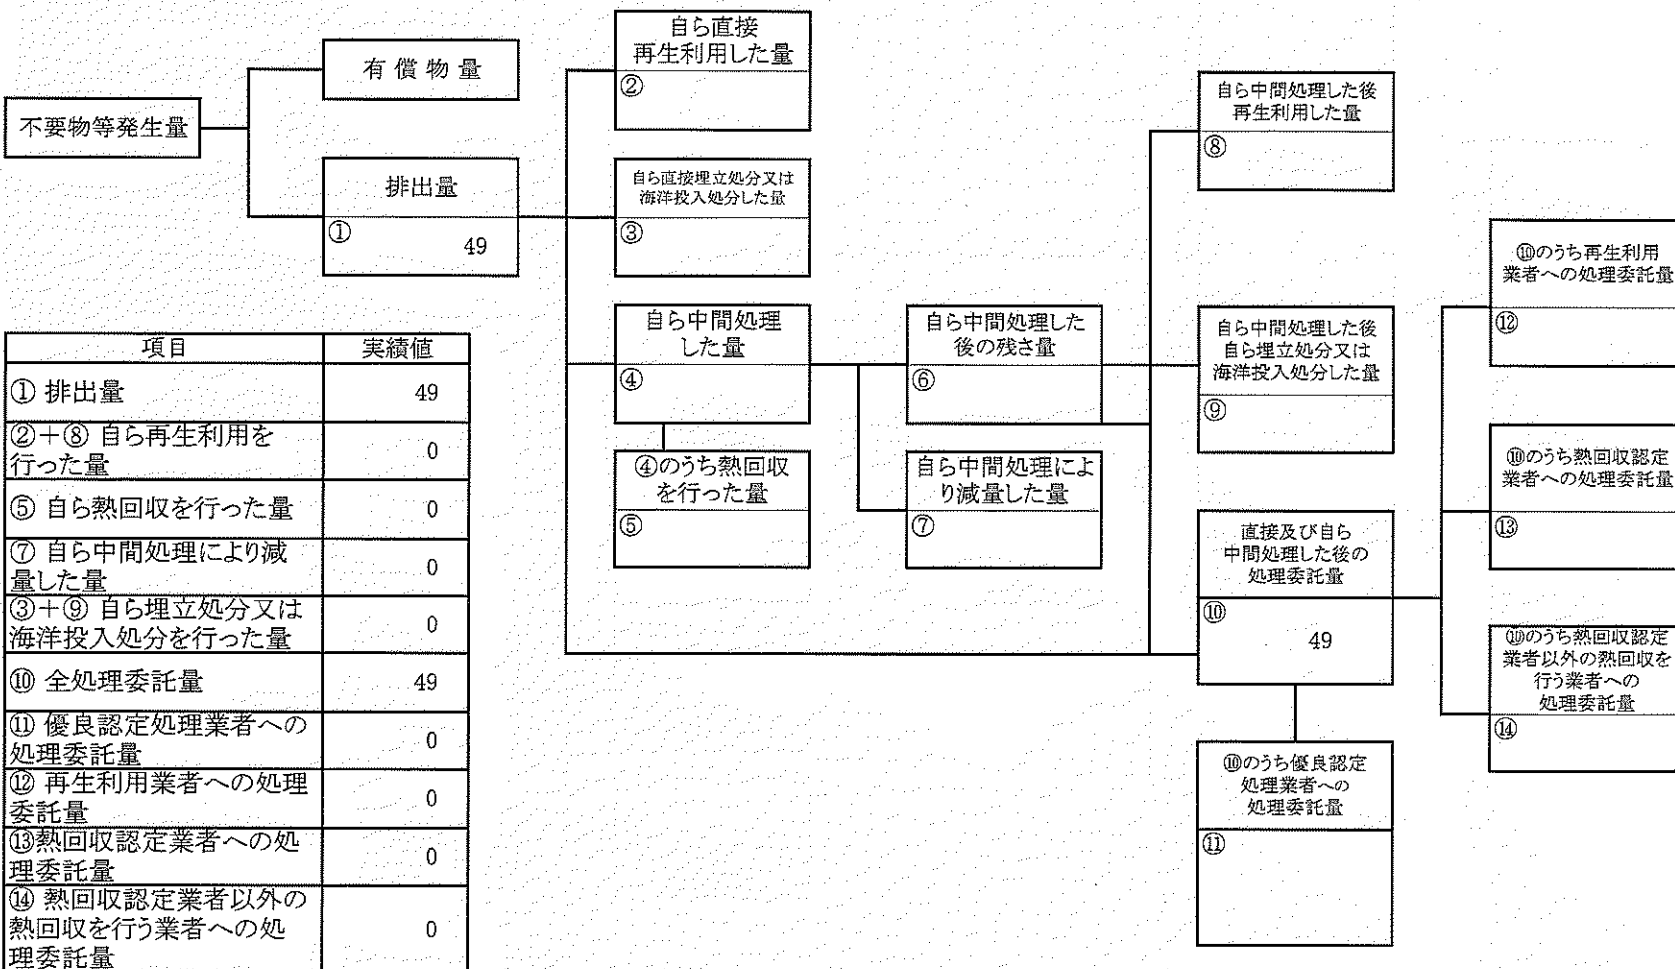 不要物等発生量
有償物量
排出量
①
49
自ら直接
再生利用した量
②
自ら直接埋立処分又は
海洋投入処分した量
③
自ら中間処理
した量
④
④のうち熱回収
を行った量
⑤
自ら中間処理した
後の残さ量
⑥
自ら中間処理によ
り減量した量
⑦
自ら中間処理した後
再生利用した量
⑧
自ら中間処理した後
自ら埋立処分又は
海洋投入処分した量
⑨
直接及び自ら
中間処理した後の
処理委託量
⑩
49
⑩のうち優良認定
処理業者への
処理委託量
⑪
⑩のうち再生利用
業者への処理委託量
⑫
⑩のうち熱回収認定
業者への処理委託量
⑬
⑩のうち熱回収認定
業者以外の熱回収を
行う業者への
処理委託量
⑭
項目 実績値
① 排出量 49
②+⑧ 自ら再生利用を
行った量 0
⑤ 自ら熱回収を行った量 0
⑦ 自ら中間処理により減
量した量 0
③+⑨ 自ら埋立処分又は
海洋投入処分を行った量 0
⑩ 全処理委託量 49
⑪ 優良認定処理業者への
処理委託量 0
⑫ 再生利用業者への処理
委託量 0
⑬熱回収認定業者への処
理委託量 0
⑭ 熱回収認定業者以外の
熱回収を行う業者への処
理委託量 0